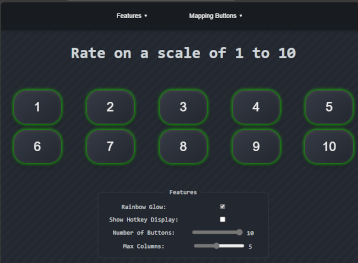 Features ▼ Mapping Buttons ▼
Rate on a scale of 1 to 10
1 2 3 4 5
6 7 8 9 10
Features
Rainbow Glow:
Show Hotkey Display:
Number of Buttons: 10
Max Columns: 5